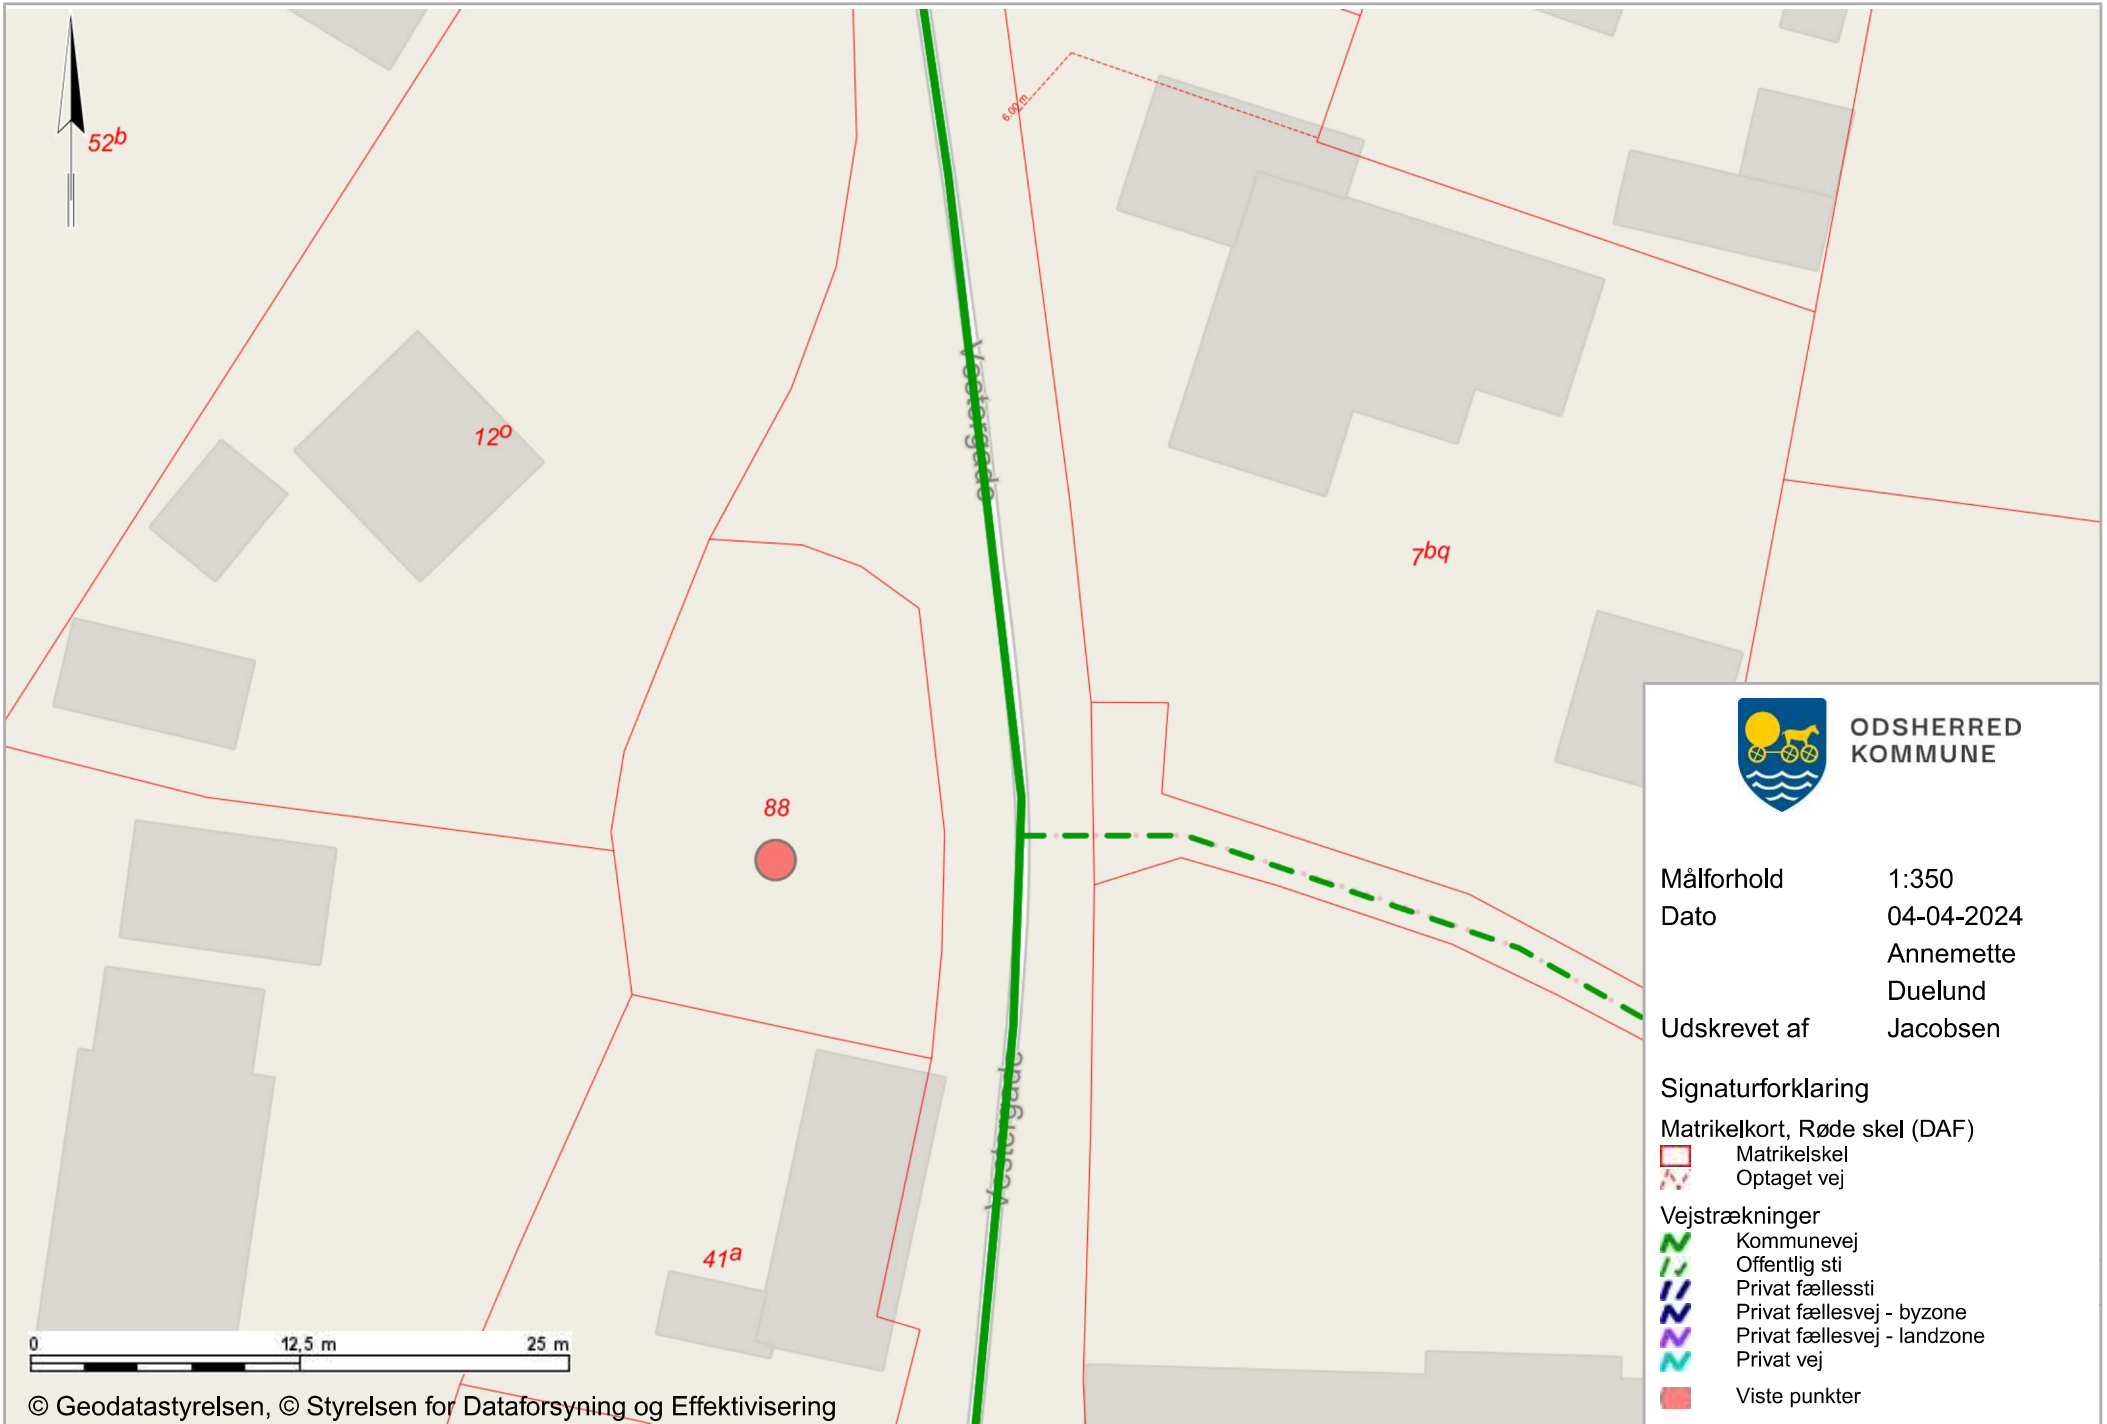 52b
6.00 m
Vestergade
12o
7bq
88
Vestergade
41a
0 12,5 m 25 m
© Geodatastyrelsen, © Styrelsen for Dataforsyning og Effektivisering
ODSHERRED
KOMMUNE
Målforhold 1:350
Dato 04-04-2024
Annemette
Duelund
Udskrevet af Jacobsen
Signaturforklaring
Matrikelkort, Røde skel (DAF)
Matrikelskel
Optaget vej
Vejstrækninger
Kommunevej
Offentlig sti
Privat fællessti
Privat fællesvej - byzone
Privat fællesvej - landzone
Privat vej
Viste punkter